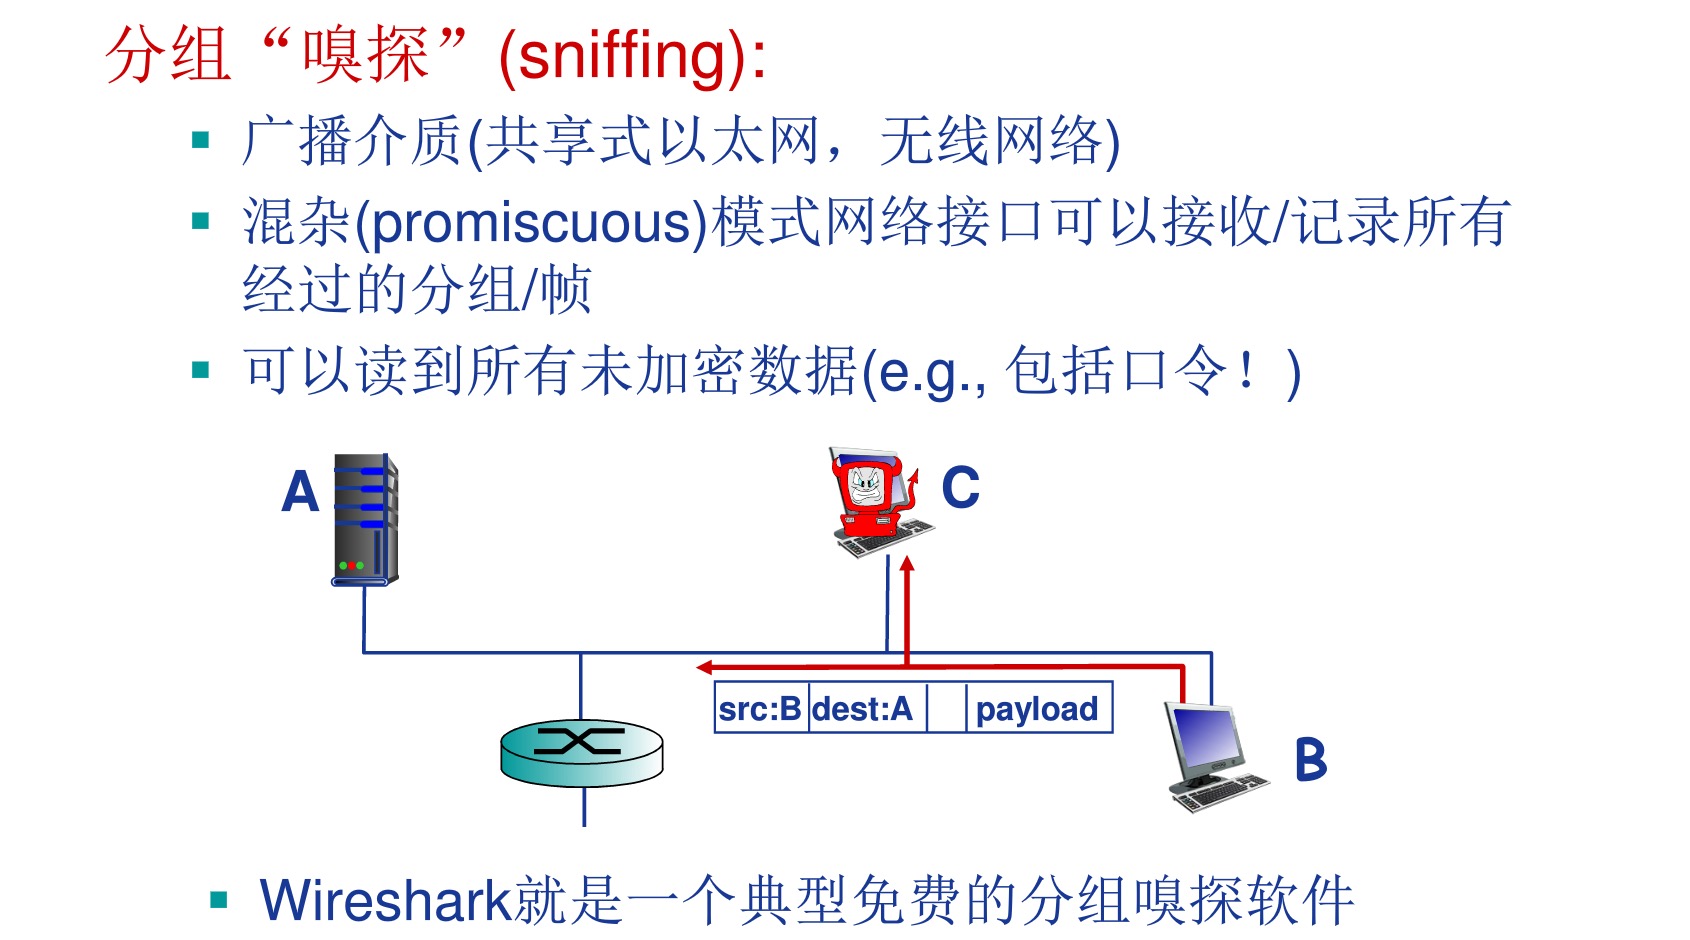 分组“嗅探”(sniffing):
广播介质(共享式以太网，无线网络)
混杂(promiscuous)模式网络接口可以接收/记录所有
经过的分组/帧
可以读到所有未加密数据(e.g., 包括口令！)
A
C
src:B dest:A payload
B
Wireshark就是一个典型免费的分组嗅探软件